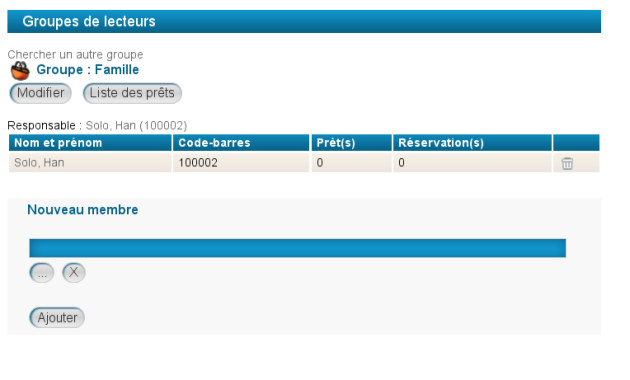 Groupes de lecteurs
Chercher un autre groupe
Groupe : Famille
Modifier Liste des prêts
Responsable : Solo, Han (100002)
Nom et prénom Code-barres Prêt(s) Réservation(s)
Solo, Han 100002 0 0
Nouveau membre
... X
Ajouter